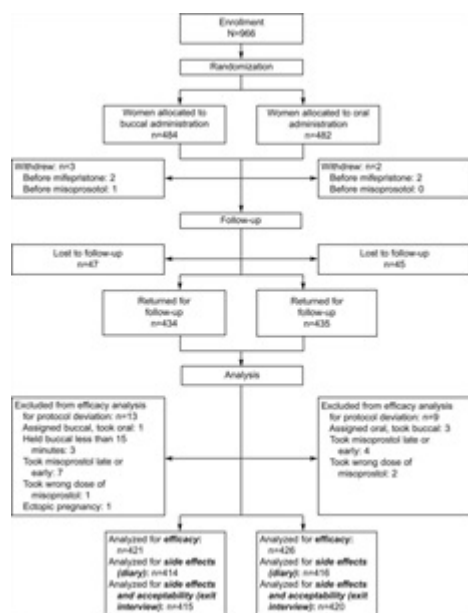 Enrollment
N=966
Randomization
Women allocated to
buccal administration
n=484
Women allocated to oral
administration
n=482
Withdrew: n=3
Before mifepristone: 2
Before misoprosotol: 1
Withdrew: n=2
Before mifepristone: 2
Before misoprostol: 0
Follow-up
Lost to follow-up
n=47
Lost to follow-up
n=45
Returned for
follow-up
n=434
Returned for
follow-up
n=435
Analysis
Excluded from efficacy analysis
for protocol deviation: n=13
Assigned buccal, took oral: 1
Held buccal less than 15
minutes: 3
Took misoprostol late or
early: 7
Took wrong dose of
misoprostol: 1
Ectopic pregnancy: 1
Excluded from efficacy analysis
for protocol deviation: n=9
Assigned oral, took buccal: 3
Took misoprostol late or
early: 4
Took wrong dose of
misoprostol: 2
Analyzed for efficacy:
n=421
Analyzed for side effects
(diary): n=414
Analyzed for side effects
and acceptability (exit
interview): n=415
Analyzed for efficacy:
n=426
Analyzed for side effects
(diary): n=416
Analyzed for side effects
and acceptability (exit
interview): n=420